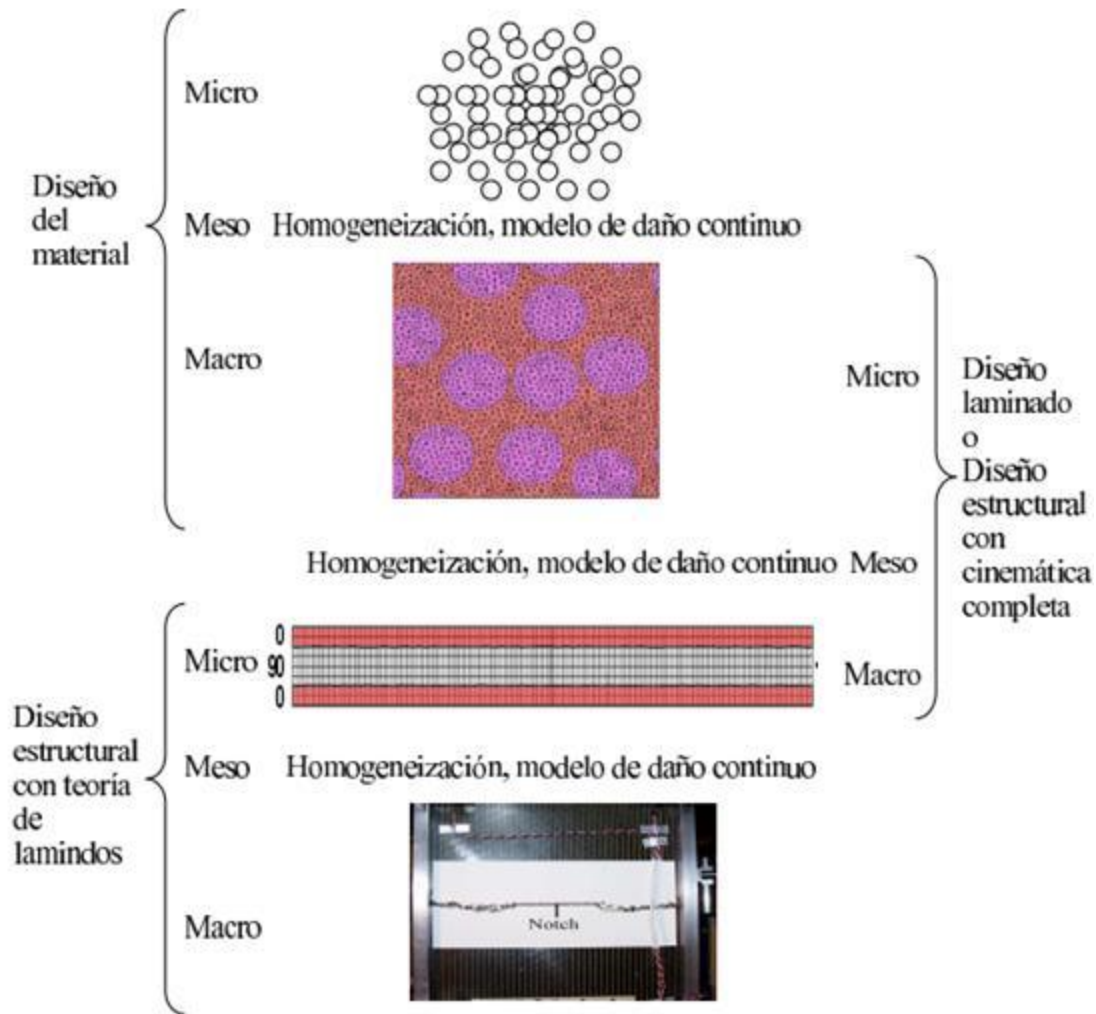 Micro
Diseño
del
material
Meso
Homogeneización, modelo de daño continuo
Macro
Micro
Diseño
laminado
o
Diseño
estructural
con
cinemática
completa
Homogeneización, modelo de daño continuo
Meso
0
90
0
Micro
Macro
Diseño
estructural
con teoría
de
lamindos
Meso
Homogeneización, modelo de daño continuo
Notch
Macro